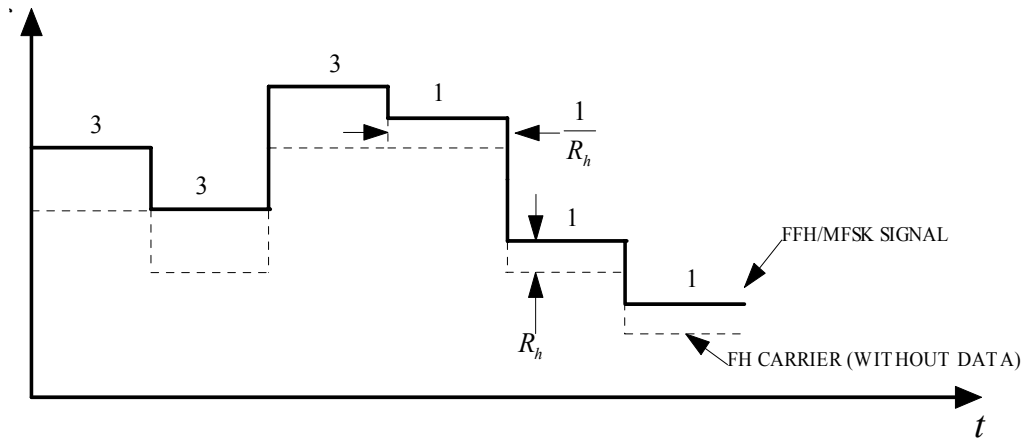 3
1
1
R_h
3
3
1
FFH/MFSK SIGNAL
1
R_h
FH CARRIER (WITHOUT DATA)
t